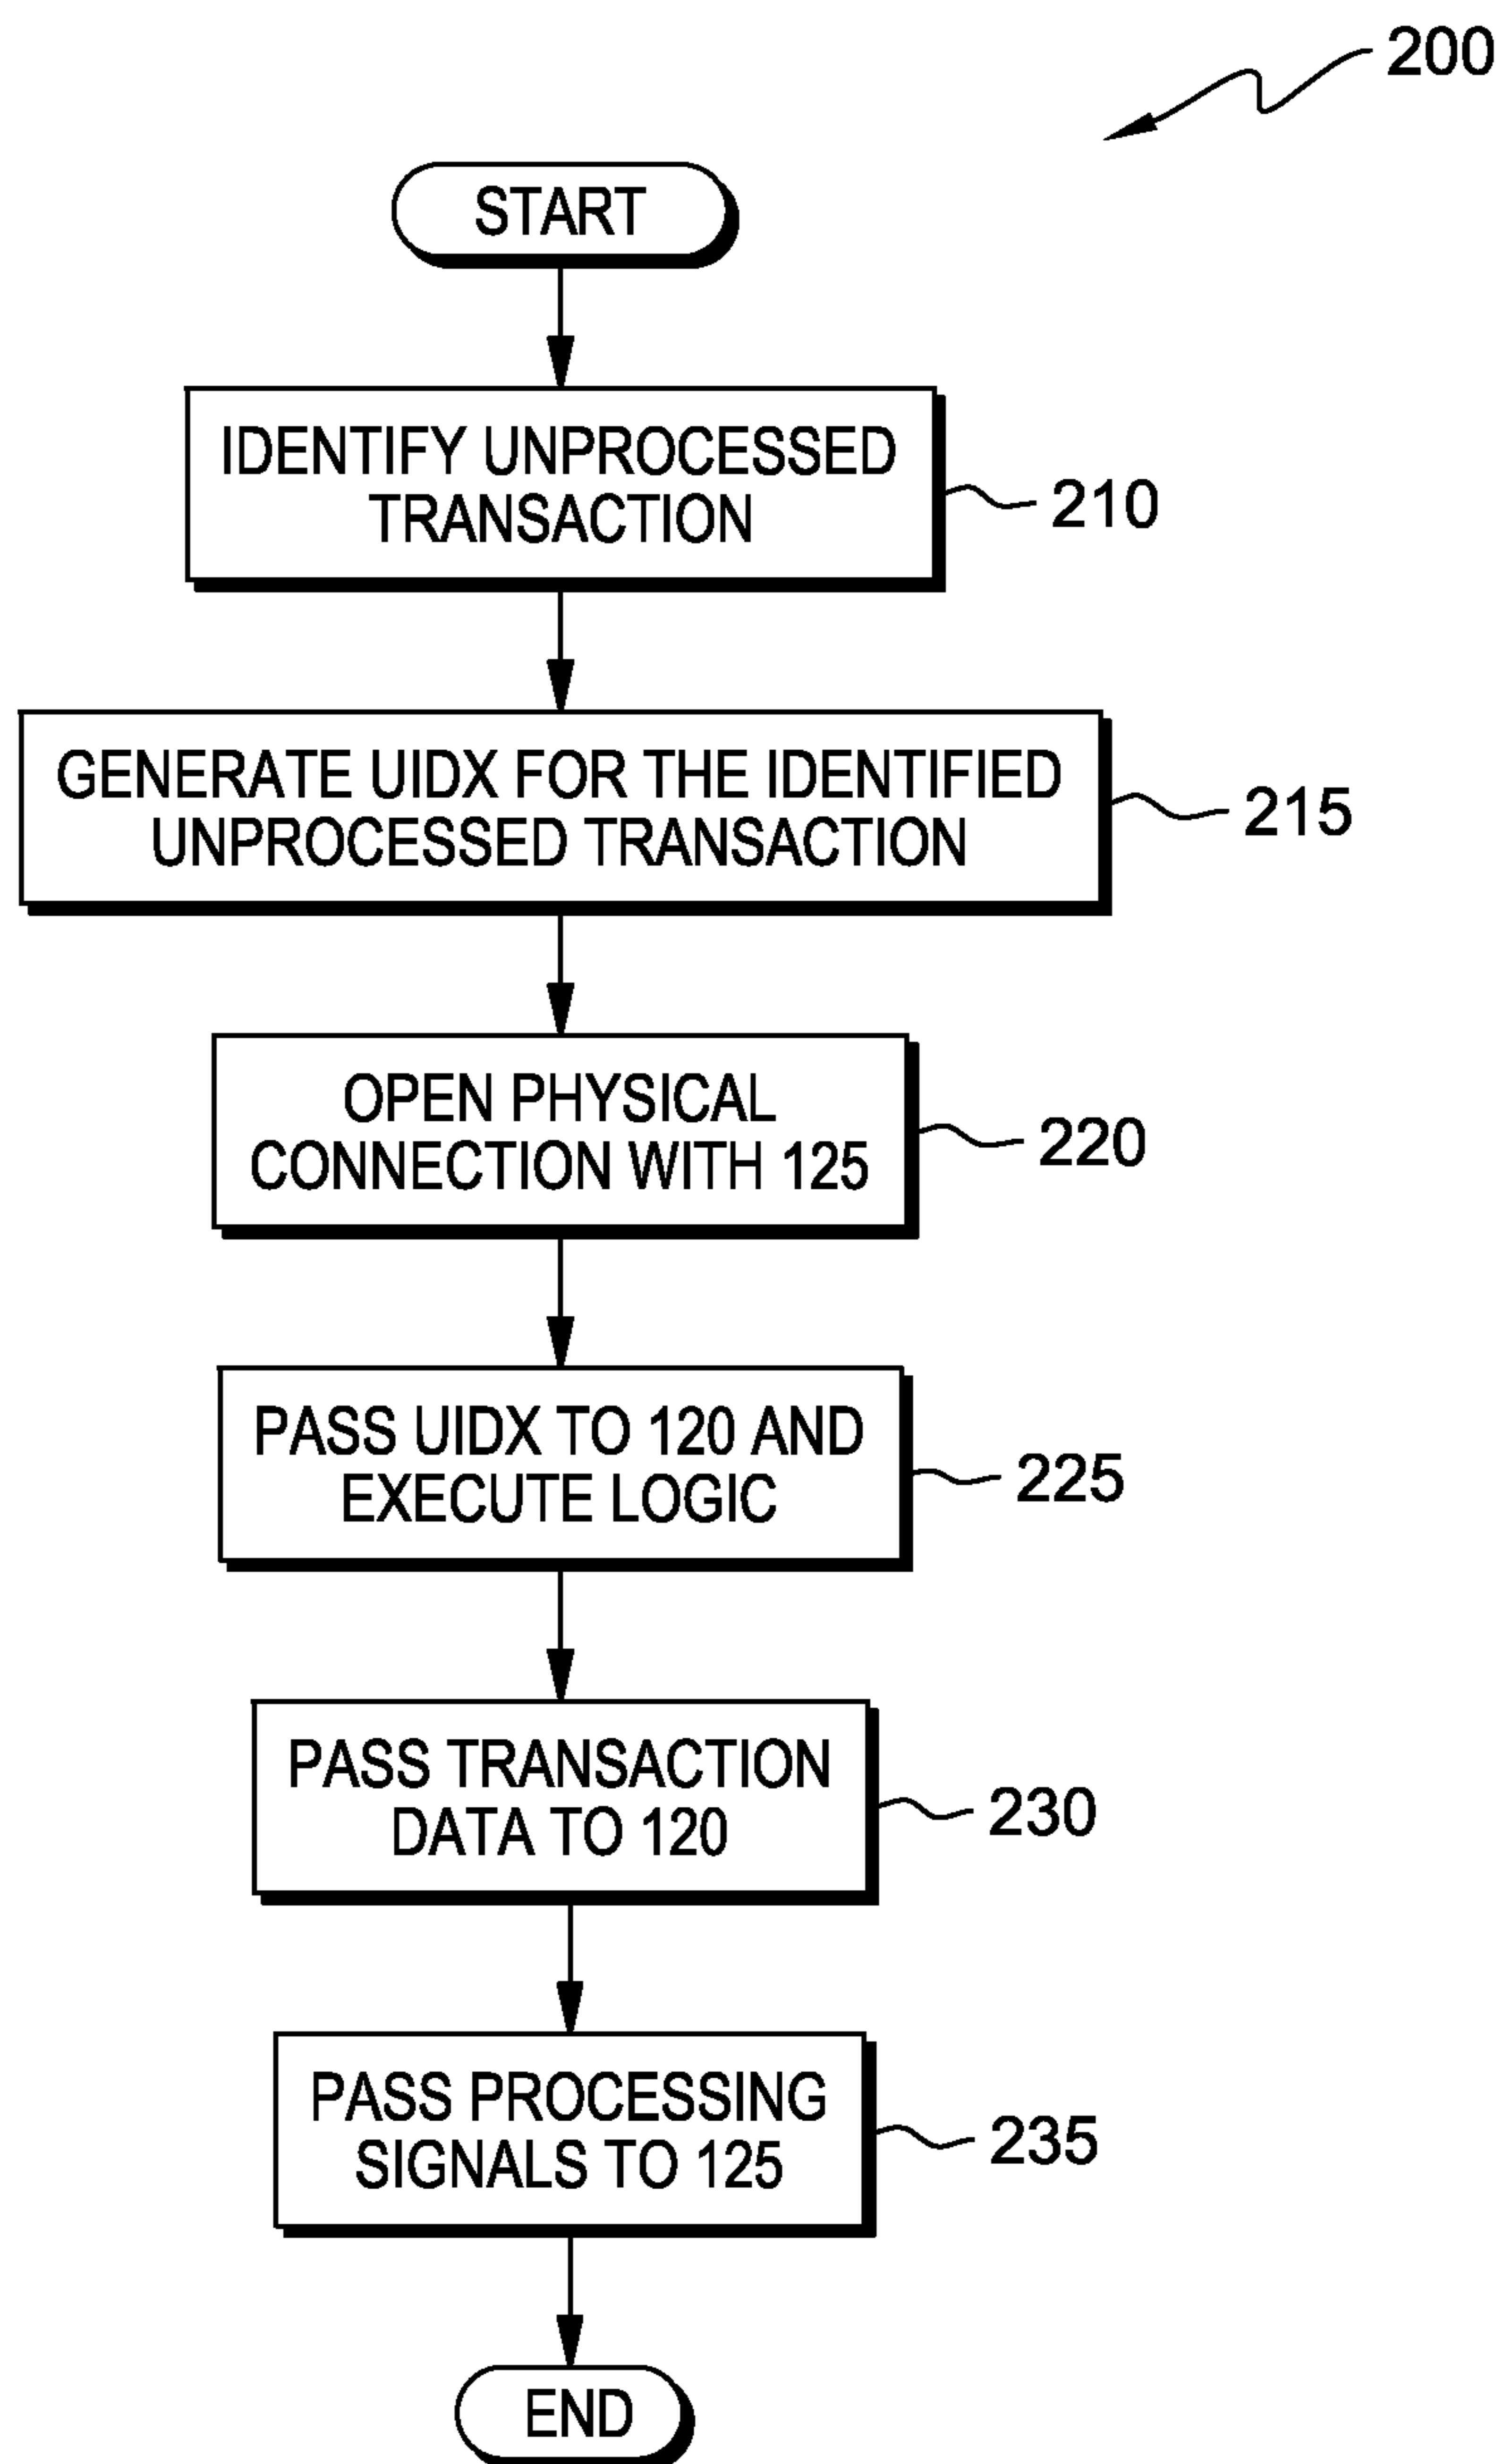 200
START
IDENTIFY UNPROCESSED
TRANSACTION
210
GENERATE UIDX FOR THE IDENTIFIED
UNPROCESSED TRANSACTION
215
OPEN PHYSICAL
CONNECTION WITH 125
220
PASS UIDX TO 120 AND
EXECUTE LOGIC
225
PASS TRANSACTION
DATA TO 120
230
PASS PROCESSING
SIGNALS TO 125
235
END